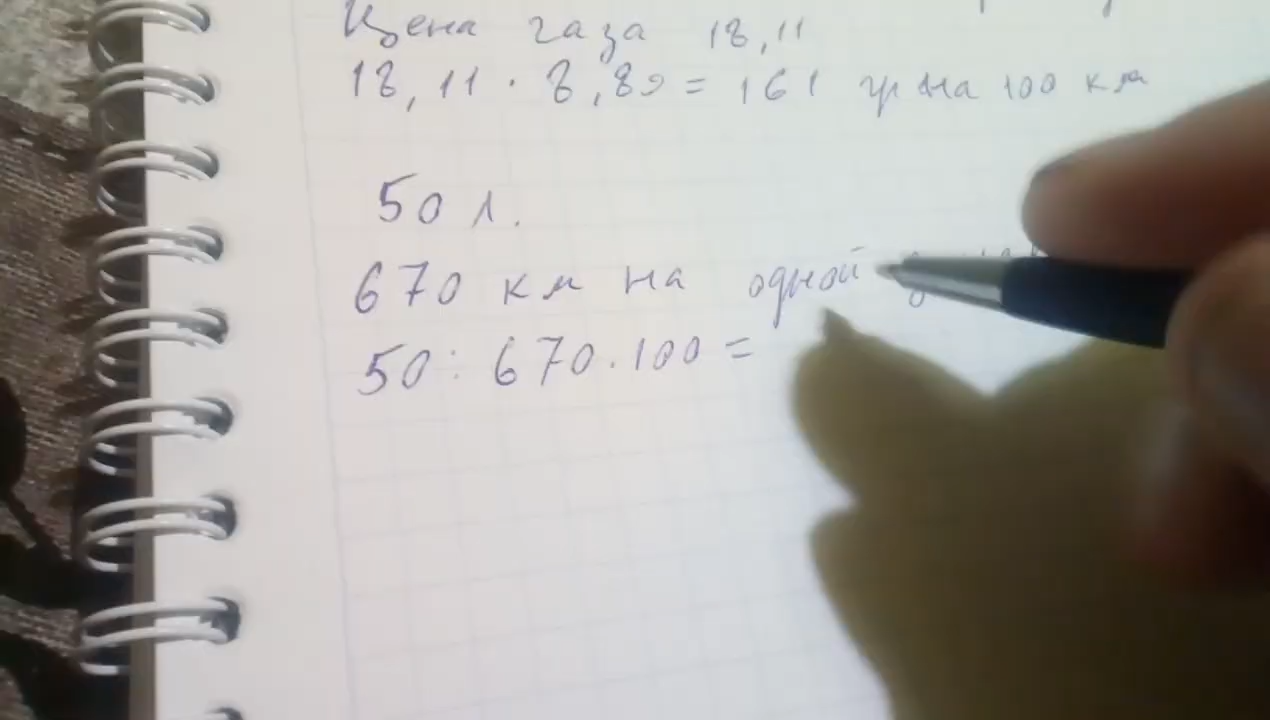 Цена газа 18,11
18,11 · 8,89 = 161 грн на 100 км
50 л.
670 км на одной
50 : 670 · 100 =